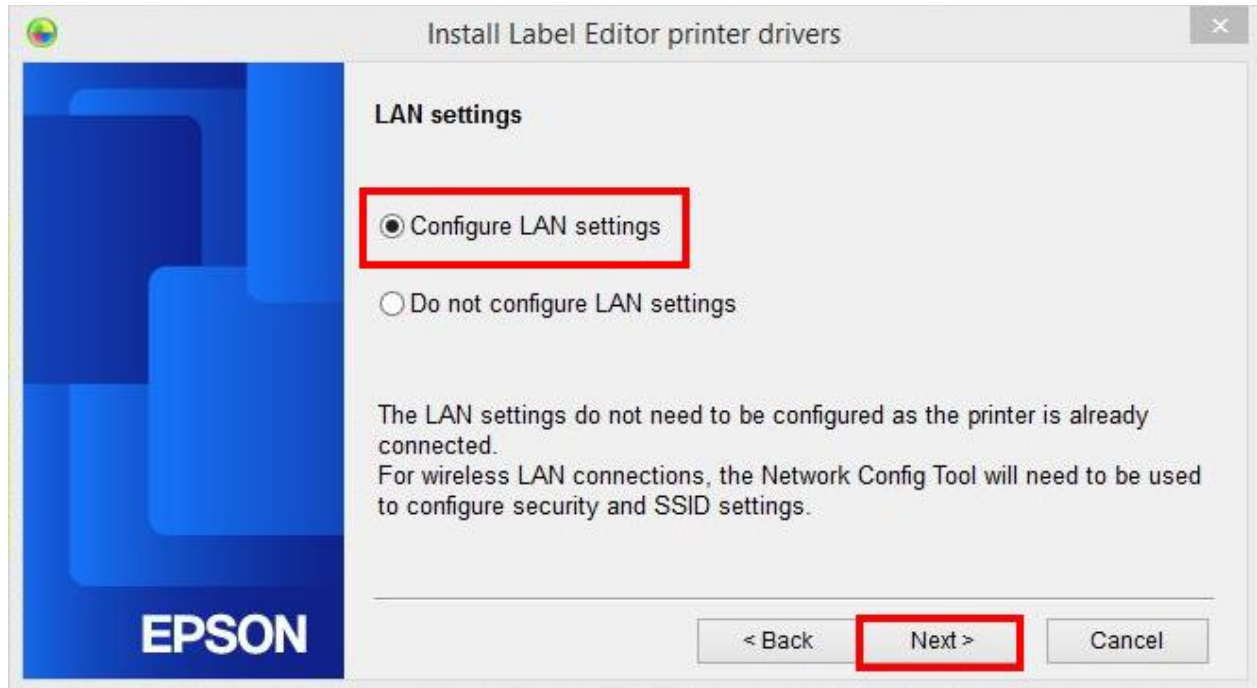 Install Label Editor printer drivers
LAN settings
Configure LAN settings
Do not configure LAN settings
The LAN settings do not need to be configured as the printer is already
connected.
For wireless LAN connections, the Network Config Tool will need to be used
to configure security and SSID settings.
EPSON
< Back Next > Cancel